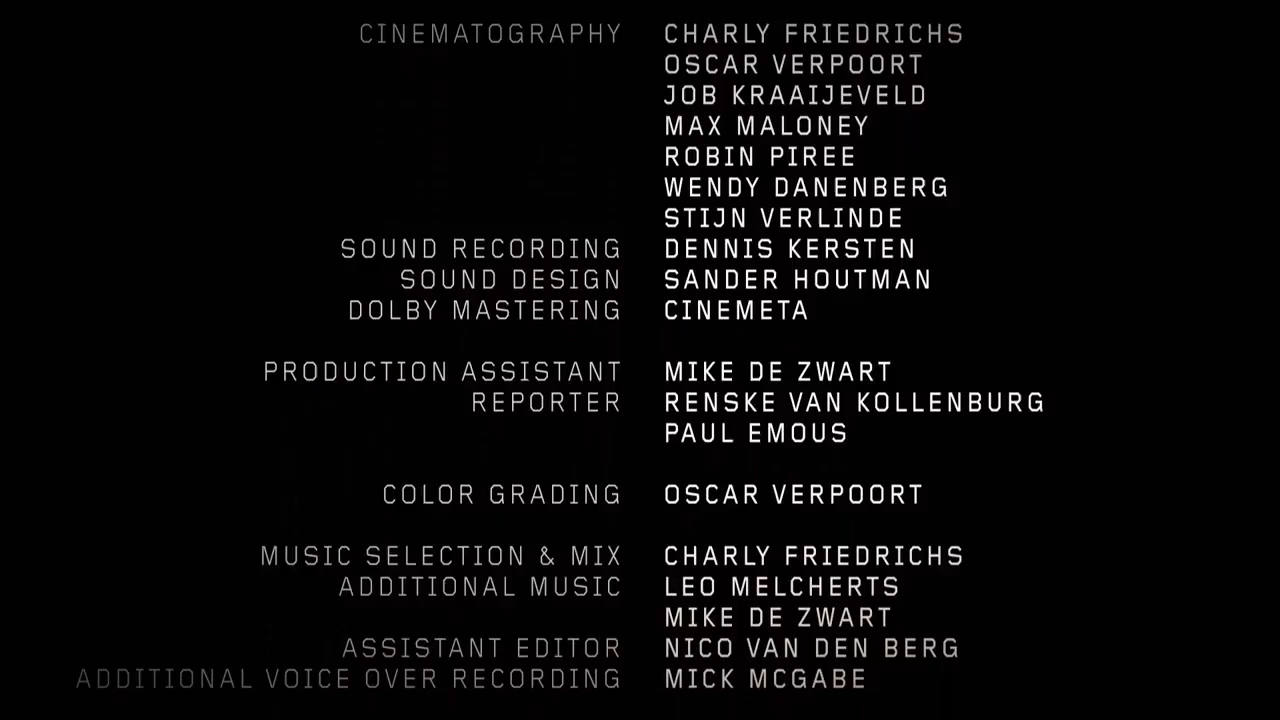 CINEMATOGRAPHY CHARLY FRIEDRICHS
OSCAR VERPOORT
JOB KRAAIJEVELD
MAX MALONEY
ROBIN PIREE
WENDY DANENBERG
STIJN VERLINDE
SOUND RECORDING DENNIS KERSTEN
SOUND DESIGN SANDER HOUTMAN
DOLBY MASTERING CINEMETA
PRODUCTION ASSISTANT MIKE DE ZWART
REPORTER RENSKE VAN KOLLENBURG
PAUL EMOUS
COLOR GRADING OSCAR VERPOORT
MUSIC SELECTION & MIX CHARLY FRIEDRICHS
ADDITIONAL MUSIC LEO MELCHERTS
MIKE DE ZWART
ASSISTANT EDITOR NICO VAN DEN BERG
ADDITIONAL VOICE OVER RECORDING MICK MCGABE